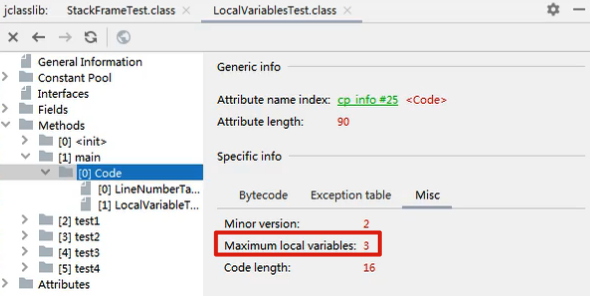 jclasslib: StackFrameTest.class LocalVariablesTest.class
General Information
Constant Pool
Interfaces
Fields
Methods
[0] <init>
[1] main
[0] Code
[0] LineNumberTa...
[1] LocalVariableT...
[2] test1
[3] test2
[4] test3
[5] test4
Attributes
Generic info
Attribute name index: cp_info #25 <Code>
Attribute length: 90
Specific info
Bytecode Exception table Misc
Minor version: 2
Maximum local variables: 3
Code length: 16